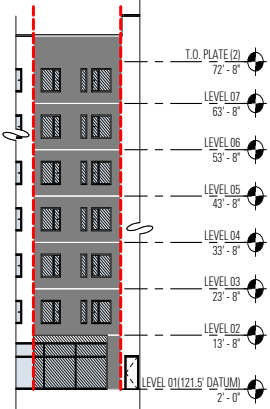 T.O. PLATE (2)
72' - 8"
LEVEL 07
63' - 8"
LEVEL 06
53' - 8"
LEVEL 05
43' - 8"
LEVEL 04
33' - 8"
LEVEL 03
23' - 8"
LEVEL 02
13' - 8"
LEVEL 01(121.5' DATUM)
2' - 0"